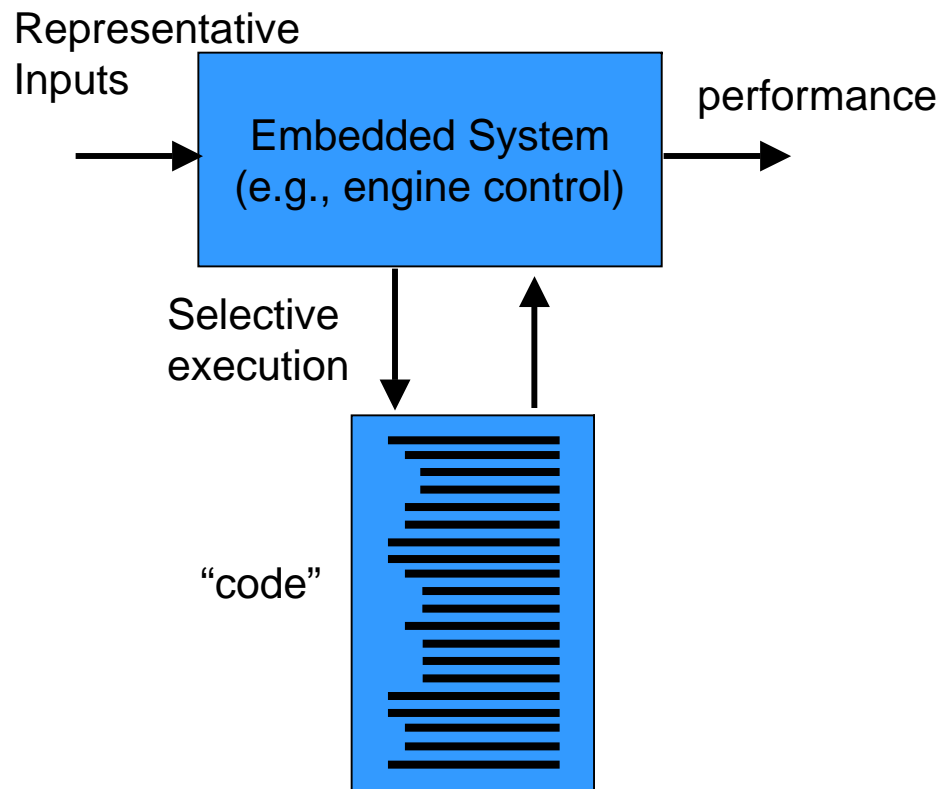 Representative
Inputs
performance
Embedded System
(e.g., engine control)
Selective
execution
“code”